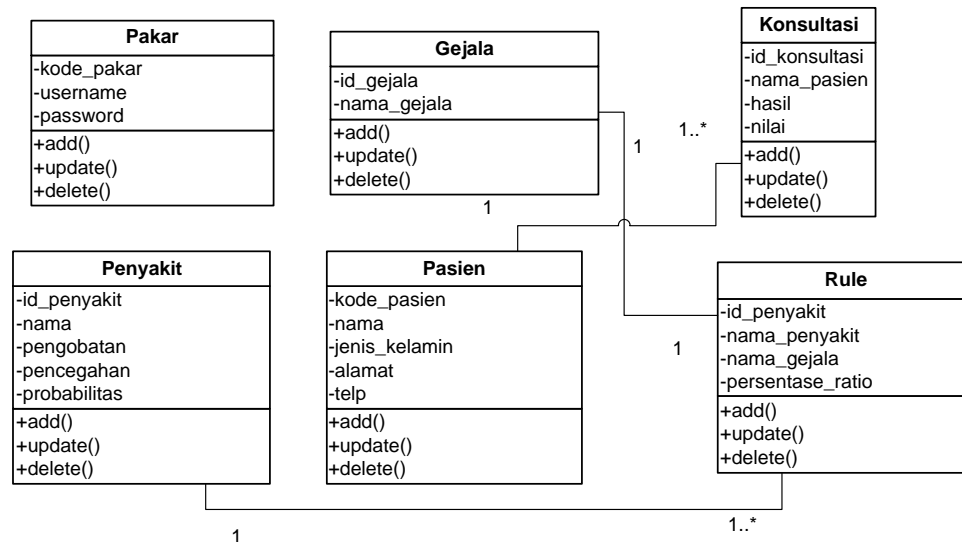 Pakar
-kode_pakar
-username
-password
+add()
+update()
+delete()
Gejala
-id_gejala
-nama_gejala
+add()
+update()
+delete()
Konsultasi
-id_konsultasi
-nama_pasien
-hasil
-nilai
+add()
+update()
+delete()
1..*
1
1
Penyakit
-id_penyakit
-nama
-pengobatan
-pencegahan
-probabilitas
+add()
+update()
+delete()
Pasien
-kode_pasien
-nama
-jenis_kelamin
-alamat
-telp
+add()
+update()
+delete()
Rule
-id_penyakit
-nama_penyakit
-nama_gejala
-persentase_ratio
+add()
+update()
+delete()
1
1
1..*